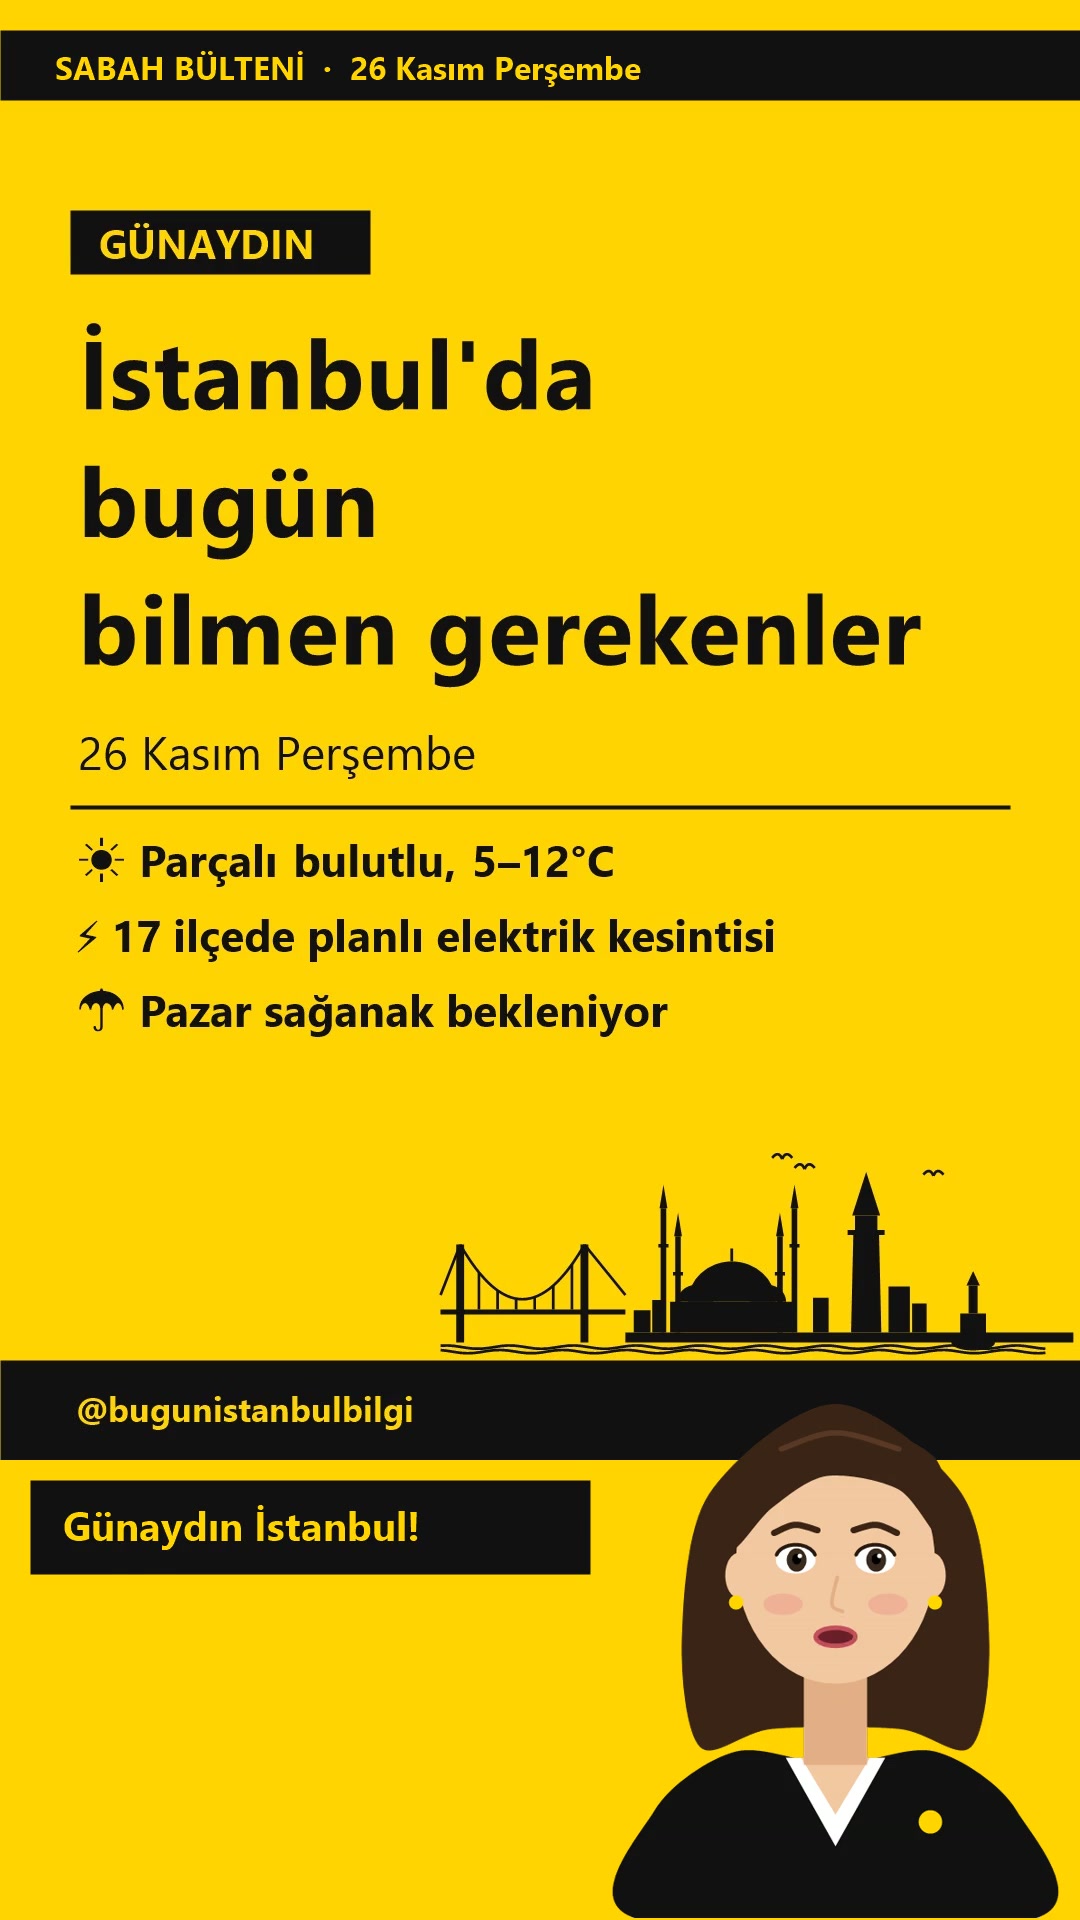 SABAH BÜLTENİ · 26 Kasım Perşembe
GÜNAYDIN
İstanbul'da
bugün
bilmen gerekenler
26 Kasım Perşembe
☀ Parçalı bulutlu, 5–12°C
⚡ 17 ilçede planlı elektrik kesintisi
☂ Pazar sağanak bekleniyor
@bugunistanbulbilgi
Günaydın İstanbul!